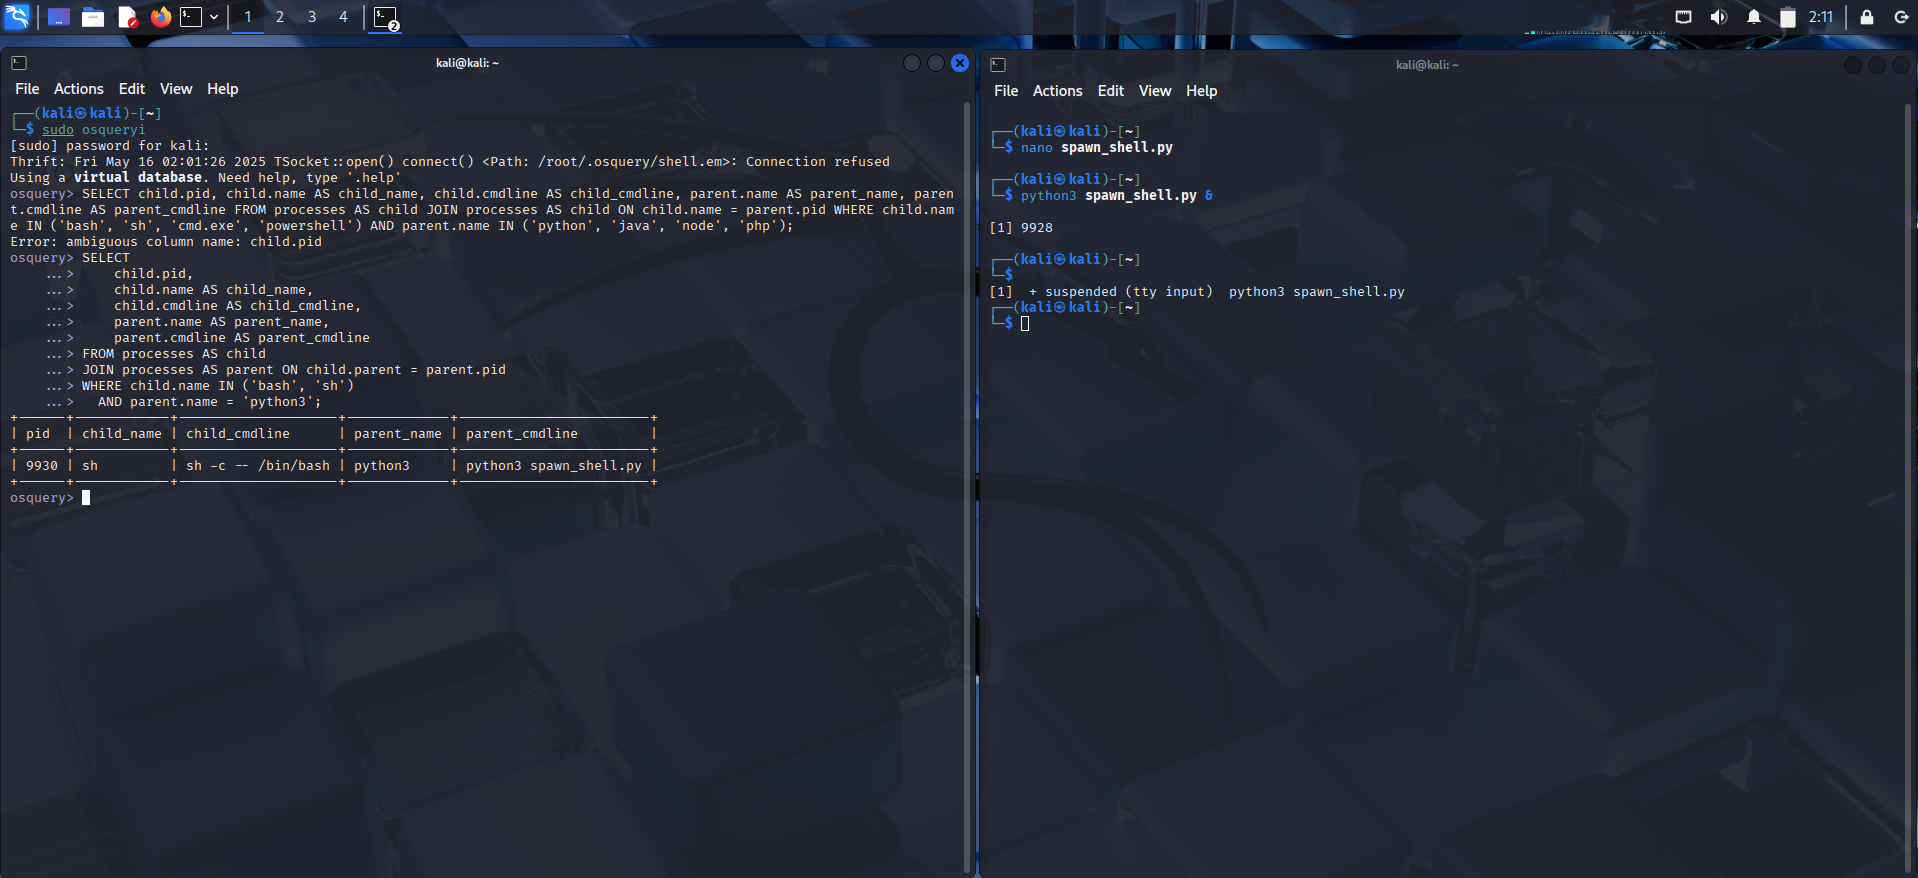 1 2 3 4 2 2:11
kali@kali: ~
File Actions Edit View Help
┌──(kali㉿kali)-[~]
└─$ sudo osqueryi
[sudo] password for kali:
Thrift: Fri May 16 02:01:26 2025 TSocket::open() connect() <Path: /root/.osquery/shell.em>: Connection refused
Using a virtual database. Need help, type '.help'
osquery> SELECT child.pid, child.name AS child_name, child.cmdline AS child_cmdline, parent.name AS parent_name, paren
t.cmdline AS parent_cmdline FROM processes AS child JOIN processes AS child ON child.name = parent.pid WHERE child.nam
e IN ('bash', 'sh', 'cmd.exe', 'powershell') AND parent.name IN ('python', 'java', 'node', 'php');
Error: ambiguous column name: child.pid
osquery> SELECT
...>     child.pid,
...>     child.name AS child_name,
...>     child.cmdline AS child_cmdline,
...>     parent.name AS parent_name,
...>     parent.cmdline AS parent_cmdline
...> FROM processes AS child
...> JOIN processes AS parent ON child.parent = parent.pid
...> WHERE child.name IN ('bash', 'sh')
...>   AND parent.name = 'python3';
+------+------------+---------------------+-------------+------------------------+
| pid  | child_name | child_cmdline       | parent_name | parent_cmdline         |
+------+------------+---------------------+-------------+------------------------+
| 9930 | sh         | sh -c -- /bin/bash | python3     | python3 spawn_shell.py |
+------+------------+---------------------+-------------+------------------------+
osquery>
kali@kali: ~
File Actions Edit View Help
┌──(kali㉿kali)-[~]
└─$ nano spawn_shell.py
┌──(kali㉿kali)-[~]
└─$ python3 spawn_shell.py &
[1] 9928
┌──(kali㉿kali)-[~]
└─$
[1]  + suspended (tty input)  python3 spawn_shell.py
┌──(kali㉿kali)-[~]
└─$